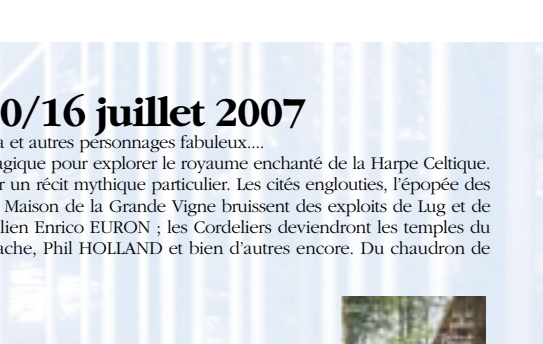 0/16 juillet 2007
a et autres personnages fabuleux....
agique pour explorer le royaume enchanté de la Harpe Celtique.
r un récit mythique particulier. Les cités englouties, l'épopée des
Maison de la Grande Vigne bruissent des exploits de Lug et de
lien Enrico EURON ; les Cordeliers deviendront les temples du
ache, Phil HOLLAND et bien d'autres encore. Du chaudron de